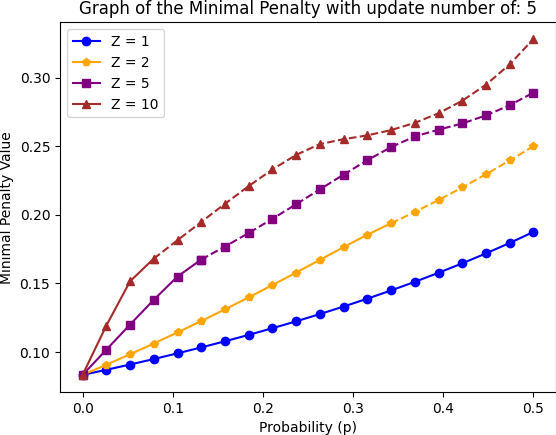 Graph of the Minimal Penalty with update number of: 5
Z = 1
Z = 2
Z = 5
Z = 10
Minimal Penalty Value
0.30
0.25
0.20
0.15
0.10
0.0 0.1 0.2 0.3 0.4 0.5
Probability (p)